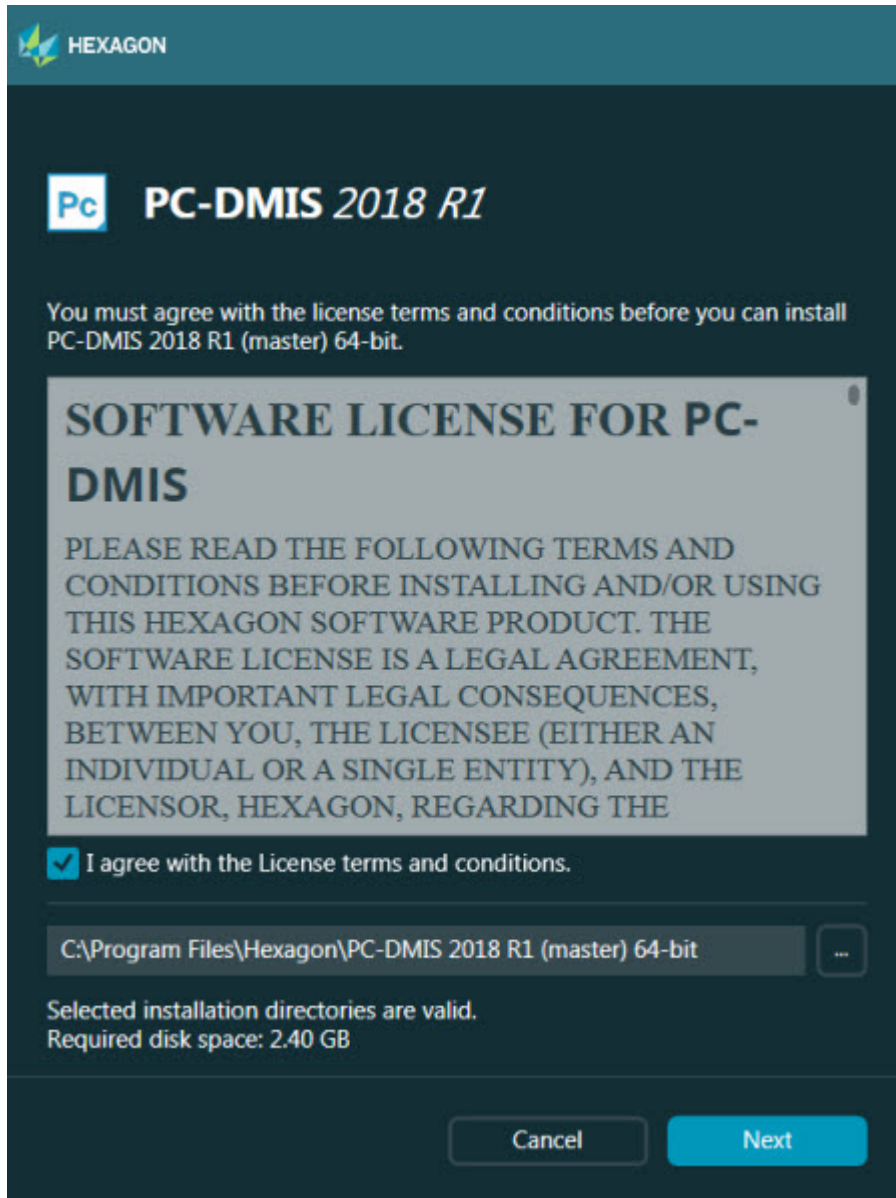 HEXAGON
Pc PC-DMIS 2018 R1
You must agree with the license terms and conditions before you can install
PC-DMIS 2018 R1 (master) 64-bit.
SOFTWARE LICENSE FOR PC-
DMIS
PLEASE READ THE FOLLOWING TERMS AND
CONDITIONS BEFORE INSTALLING AND/OR USING
THIS HEXAGON SOFTWARE PRODUCT. THE
SOFTWARE LICENSE IS A LEGAL AGREEMENT,
WITH IMPORTANT LEGAL CONSEQUENCES,
BETWEEN YOU, THE LICENSEE (EITHER AN
INDIVIDUAL OR A SINGLE ENTITY), AND THE
LICENSOR, HEXAGON, REGARDING THE
I agree with the License terms and conditions.
C:\Program Files\Hexagon\PC-DMIS 2018 R1 (master) 64-bit ...
Selected installation directories are valid.
Required disk space: 2.40 GB
Cancel Next